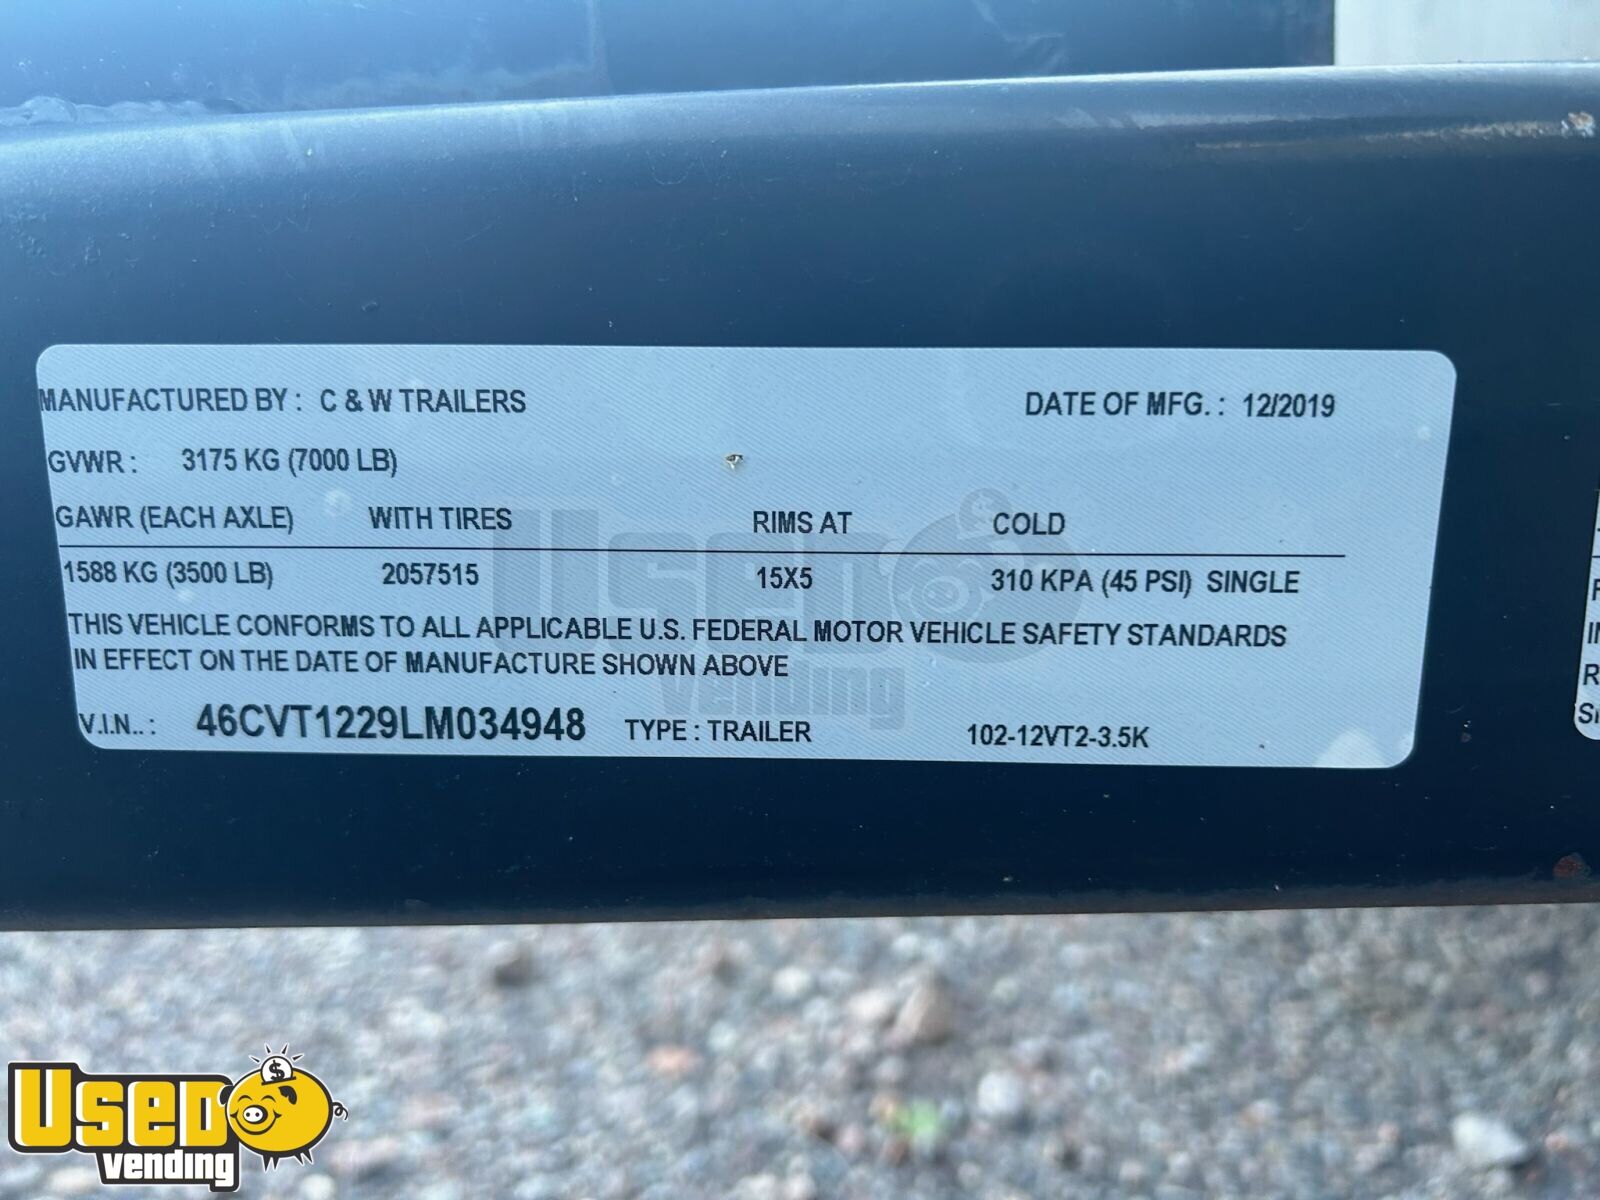 MANUFACTURED BY : C & W TRAILERS DATE OF MFG. : 12/2019
GVWR : 3175 KG (7000 LB)
GAWR (EACH AXLE) WITH TIRES RIMS AT COLD
1588 KG (3500 LB) 2057515 15X5 310 KPA (45 PSI) SINGLE
THIS VEHICLE CONFORMS TO ALL APPLICABLE U.S. FEDERAL MOTOR VEHICLE SAFETY STANDARDS
IN EFFECT ON THE DATE OF MANUFACTURE SHOWN ABOVE
V.I.N.. : 46CVT1229LM034948 TYPE : TRAILER 102-12VT2-3.5K
USED
vending
USED
vending